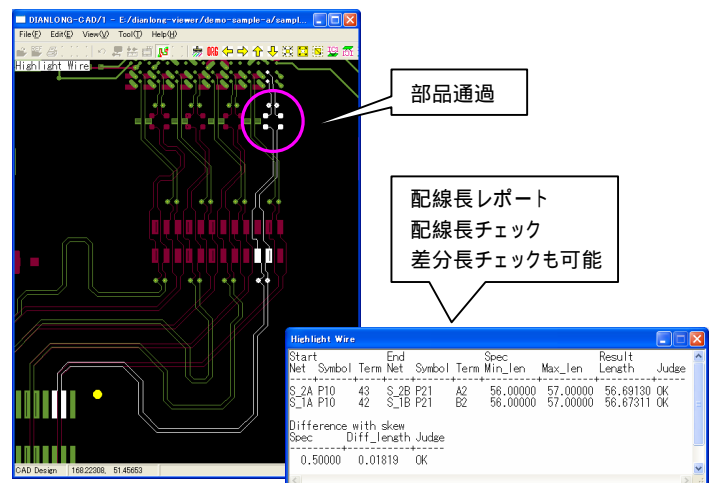 DIANLONG-CAD/1 - E:/dianlong-viewer/demo-sample-a/sampl...
File(F) Edit(E) View(V) Tool(T) Help(H)
ORG
Highlight Wire
部品通過
配線長レポート
配線長チェック
差分長チェックも可能
Highlight Wire
Start End Spec Result
Net Symbol Term Net Symbol Term Min_len Max_len Length Judge
S_2A P10 43 S_2B P21 A2 56.00000 57.00000 56.69130 OK
S_1A P10 42 S_1B P21 B2 56.00000 57.00000 56.67311 OK
Difference with skew
Spec Diff_length Judge
0.50000 0.01819 OK
CAD Design 168.22308, 51.45653